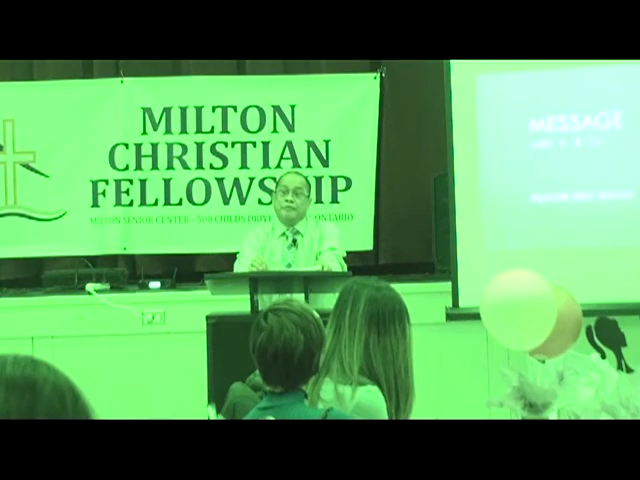 MILTON
CHRISTIAN
FELLOWSHIP
MILTON SENIOR CENTER - 500 CHILDS DRIVE ONTARIO
MESSAGE